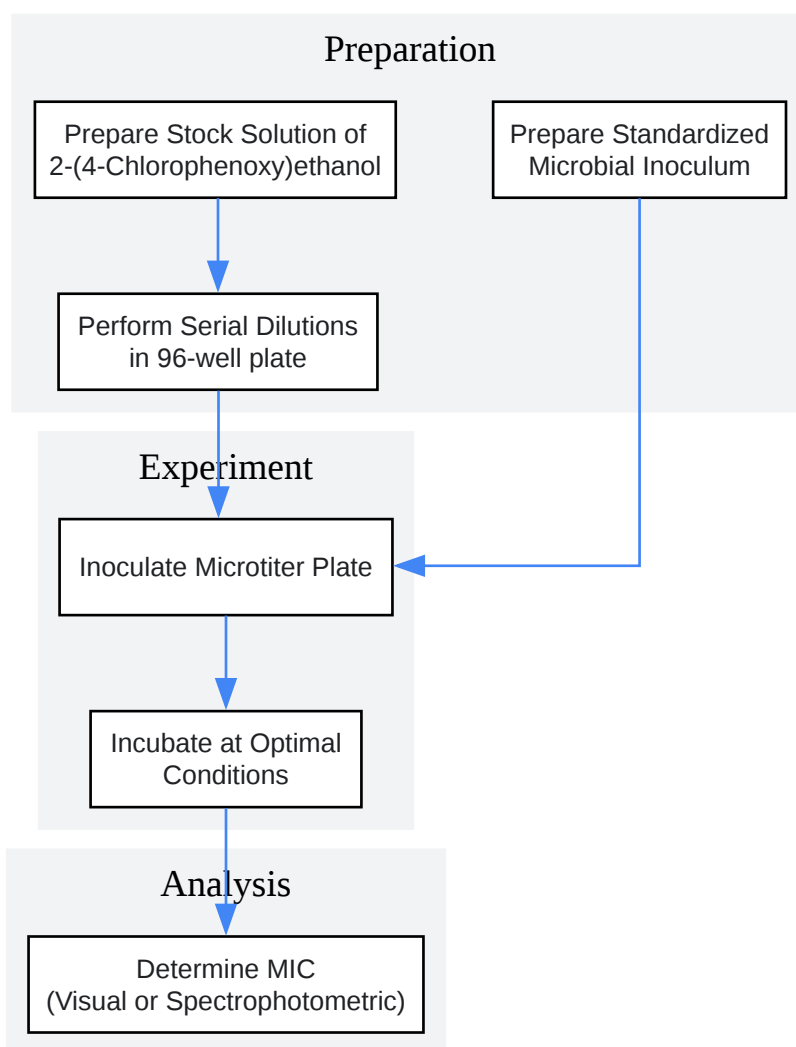 Preparation
Prepare Stock Solution of
2-(4-Chlorophenoxy)ethanol
Prepare Standardized
Microbial Inoculum
Perform Serial Dilutions
in 96-well plate
Experiment
Inoculate Microtiter Plate
Incubate at Optimal
Conditions
Analysis
Determine MIC
(Visual or Spectrophotometric)